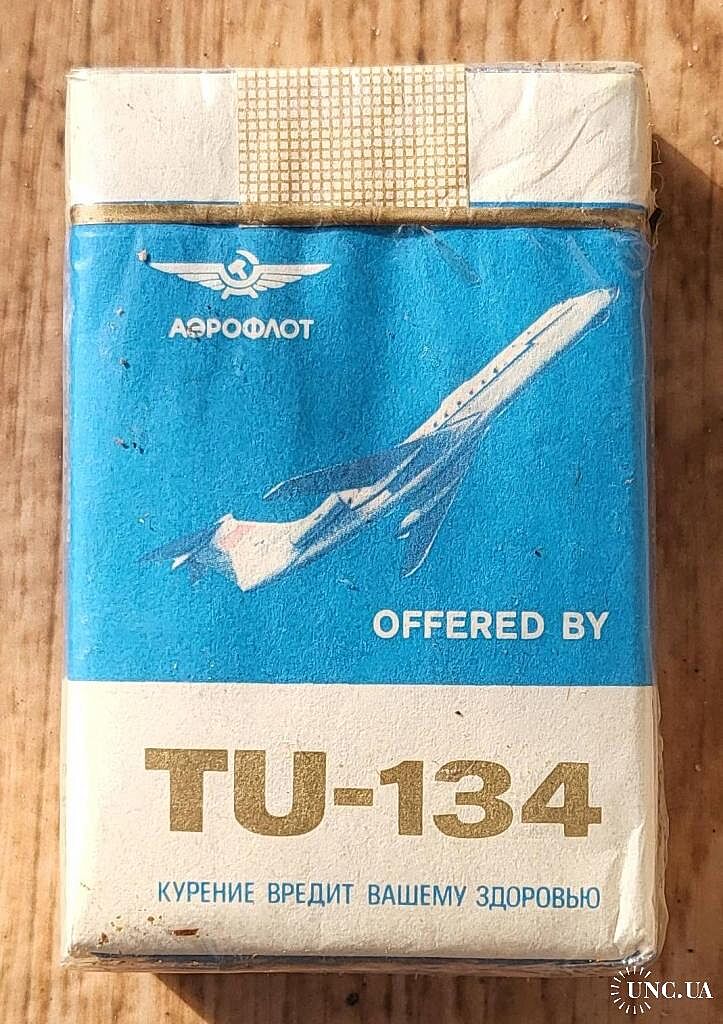 АЭРОФЛОТ
OFFERED BY
TU-134
КУРЕНИЕ ВРЕДИТ ВАШЕМУ ЗДОРОВЬЮ
UNC.UA